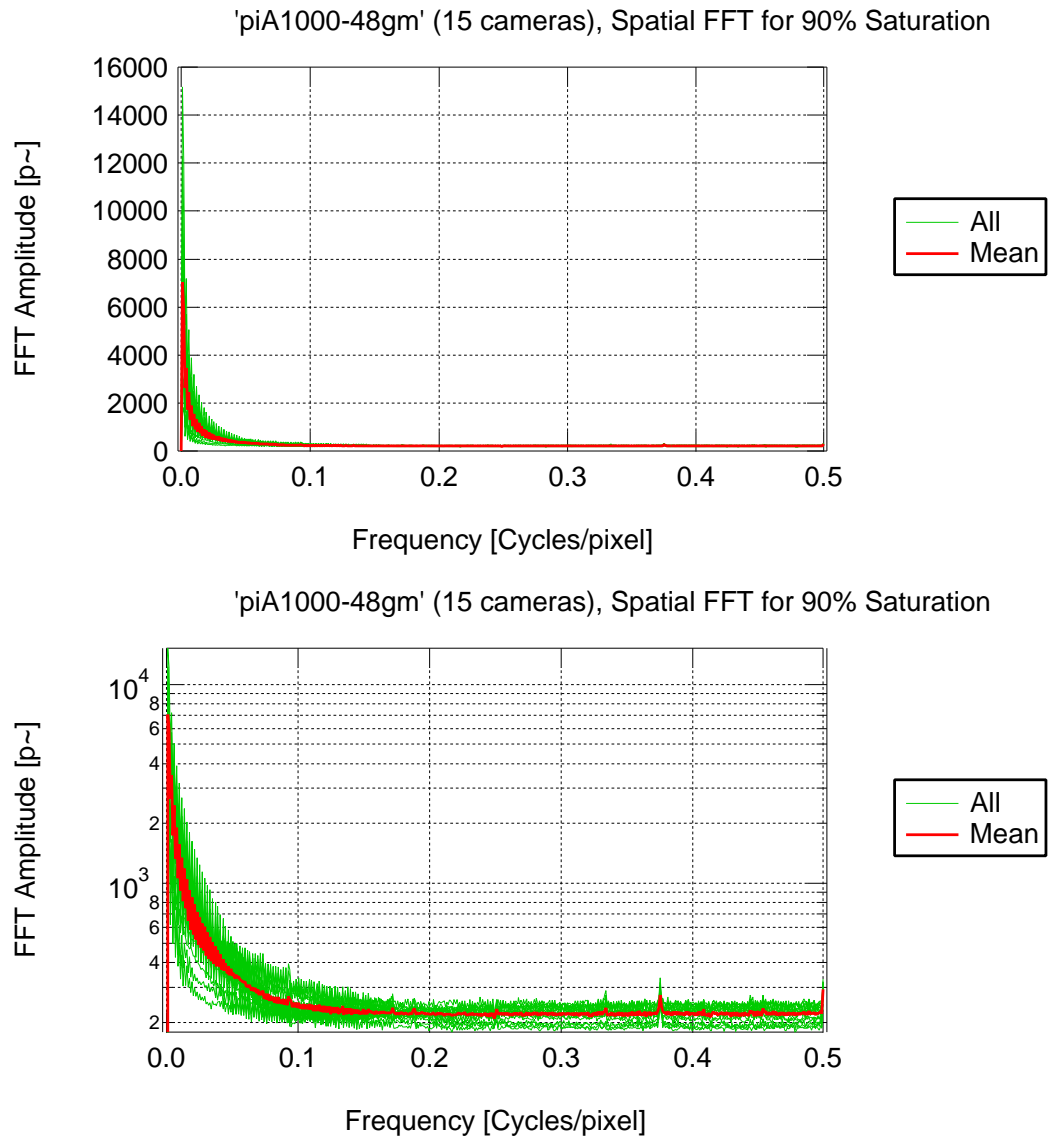 'piA1000-48gm' (15 cameras), Spatial FFT for 90% Saturation
16000
14000
12000
10000
8000
6000
4000
2000
0
FFT Amplitude [p~]
0.0 0.1 0.2 0.3 0.4 0.5
Frequency [Cycles/pixel]
All
Mean
'piA1000-48gm' (15 cameras), Spatial FFT for 90% Saturation
10^4
8
6
4
2
10^3
8
6
4
2
FFT Amplitude [p~]
0.0 0.1 0.2 0.3 0.4 0.5
Frequency [Cycles/pixel]
All
Mean